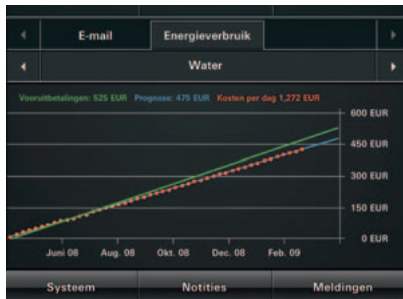 E-mail Energieverbruik
Water
Vooruitbetalingen: 525 EUR Prognose: 475 EUR Kosten per dag 1,272 EUR
600 EUR
450 EUR
300 EUR
150 EUR
0 EUR
Juni 08 Aug. 08 Okt. 08 Dec. 08 Feb. 09
Systeem Notities Meldingen